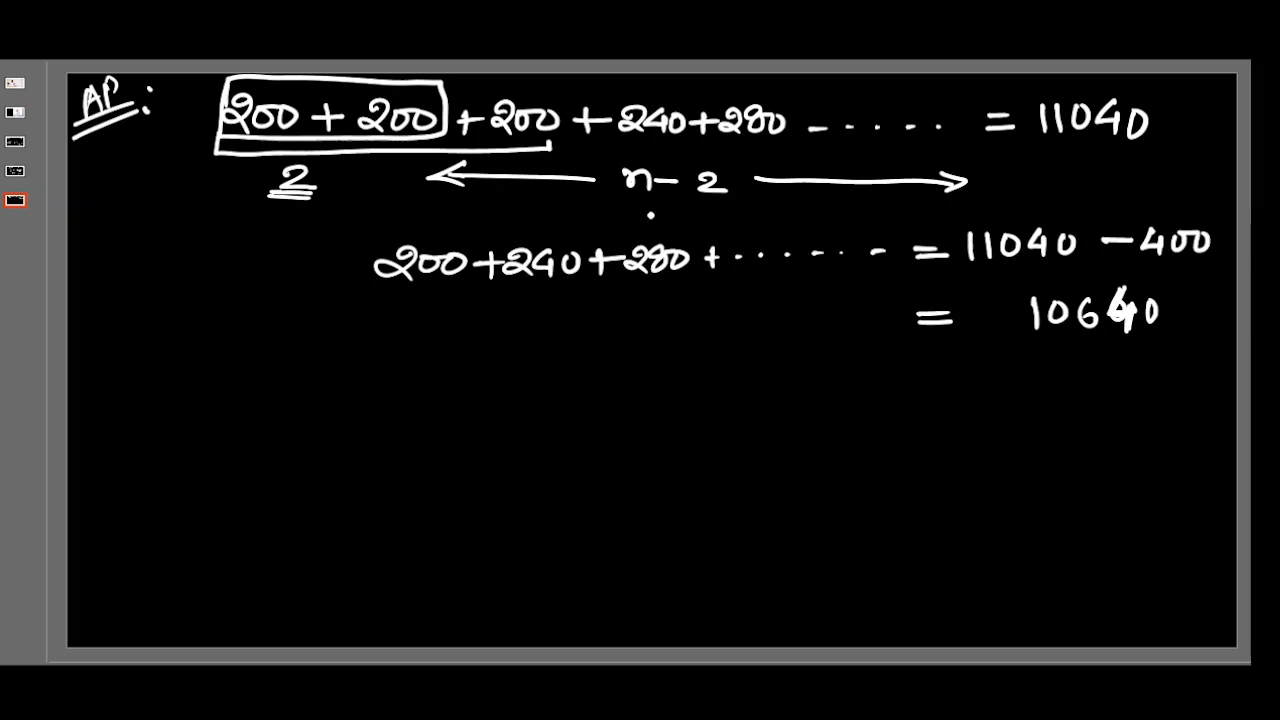 AP:
200 + 200 + 200 + 240 + 280 - ..... = 11040
2 n - 2
200 + 240 + 280 + ...... - = 11040 - 400
= 10640